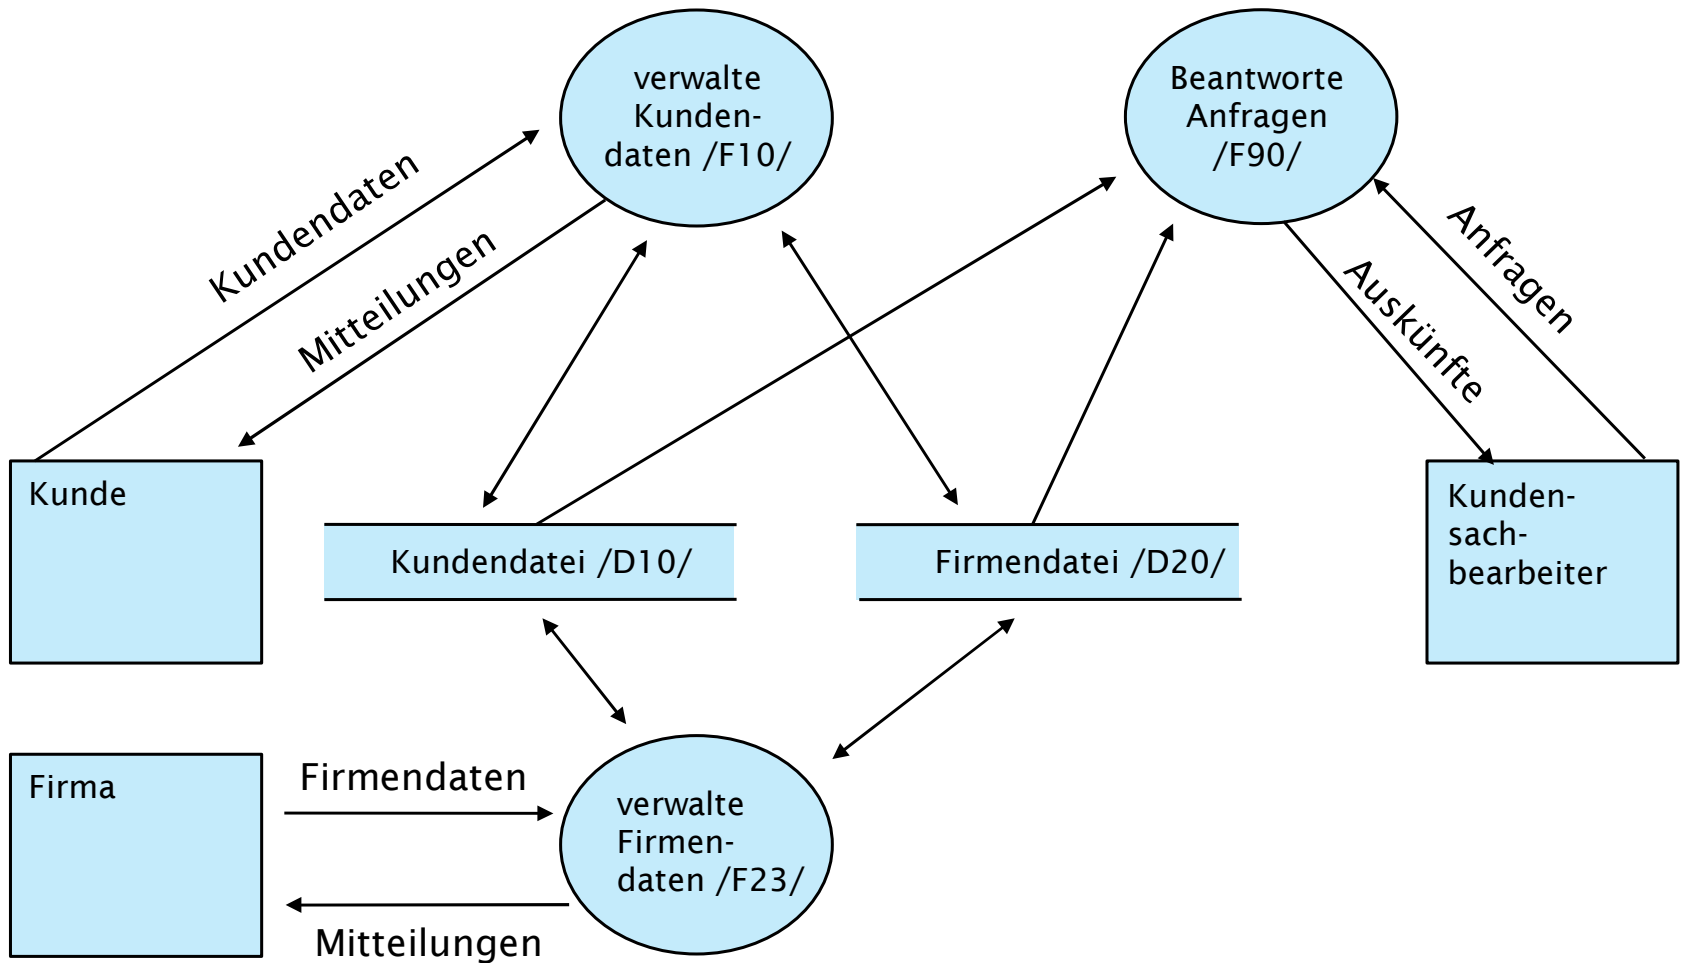 verwalte
Kunden-
daten /F10/
Beantworte
Anfragen
/F90/
Kundendaten
Mitteilungen
Auskünfte
Anfragen
Kunde
Kundendatei /D10/
Firmendatei /D20/
Kunden-
sach-
bearbeiter
Firma
Firmendaten
verwalte
Firmen-
daten /F23/
Mitteilungen